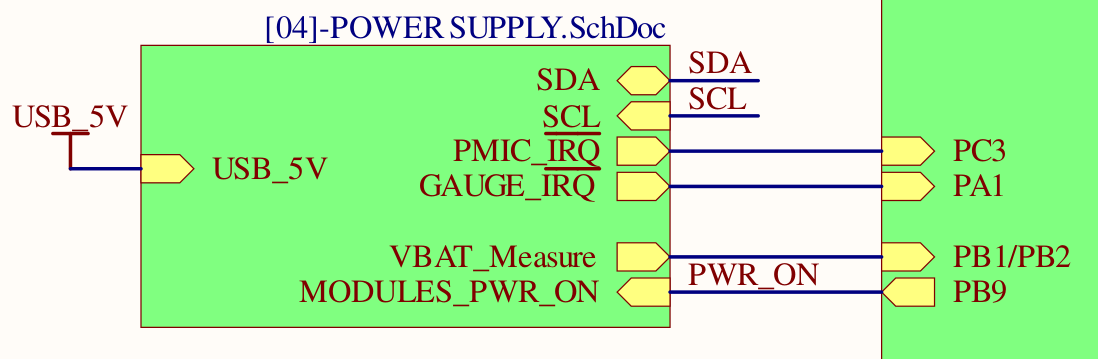 [04]-POWER SUPPLY.SchDoc
USB_5V
USB_5V
SDA
SDA
SCL
SCL
PMIC_IRQ
PC3
GAUGE_IRQ
PA1
VBAT_Measure
PB1/PB2
MODULES_PWR_ON
PWR_ON
PB9